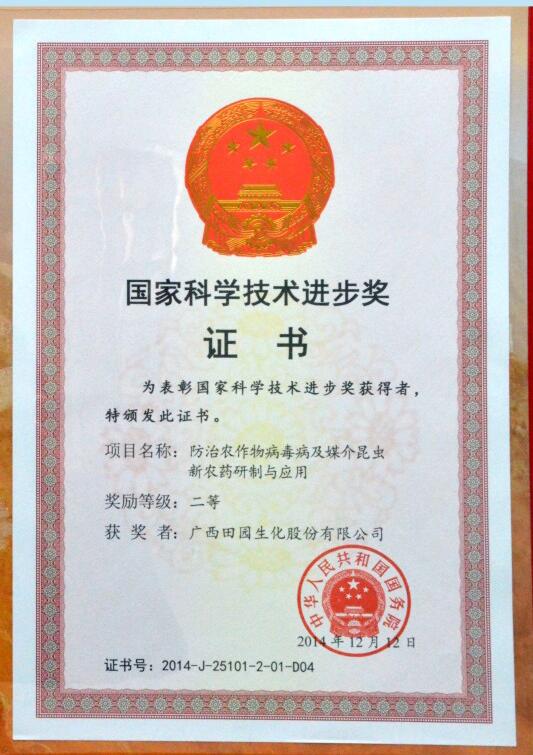 国家科学技术进步奖
证书
为表彰国家科学技术进步奖获得者，
特颁发此证书。
项目名称：防治农作物病毒病及媒介昆虫
新农药研制与应用
奖励等级：二等
获奖者：广西田园生化股份有限公司
中华人民共和国国务院
2014年12月12日
证书号：2014-J-25101-2-01-D04